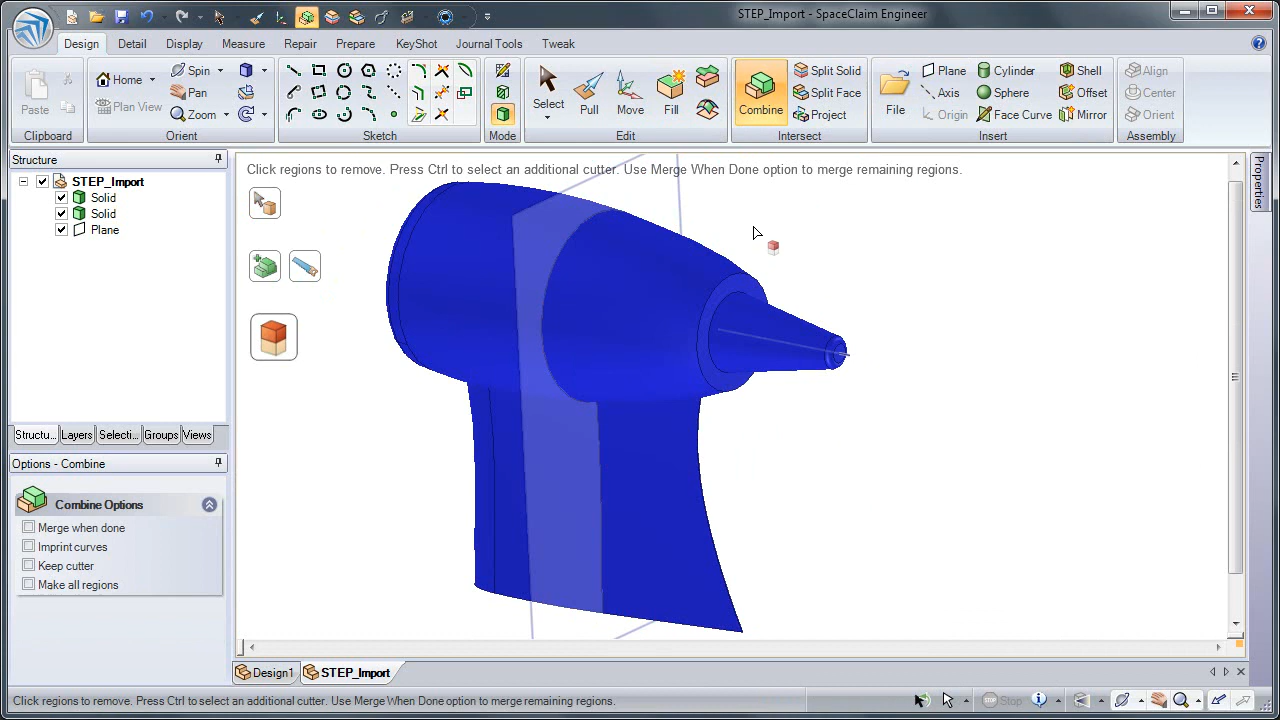 STEP_Import - SpaceClaim Engineer
Design Detail Display Measure Repair Prepare KeyShot Journal Tools Tweak
Paste
Clipboard
Home
Plan View
Spin
Pan
Zoom
Orient
Sketch
Mode
Select
Pull
Move
Fill
Edit
Combine
Split Solid
Split Face
Project
Intersect
File
Plane
Axis
Origin
Cylinder
Sphere
Face Curve
Shell
Offset
Mirror
Insert
Align
Center
Orient
Assembly
Structure
STEP_Import
Solid
Solid
Plane
Structu... Layers Selecti... Groups Views
Options - Combine
Combine Options
Merge when done
Imprint curves
Keep cutter
Make all regions
Click regions to remove. Press Ctrl to select an additional cutter. Use Merge When Done option to merge remaining regions.
Properties
Design1 STEP_Import
Click regions to remove. Press Ctrl to select an additional cutter. Use Merge When Done option to merge remaining regions.
Stop